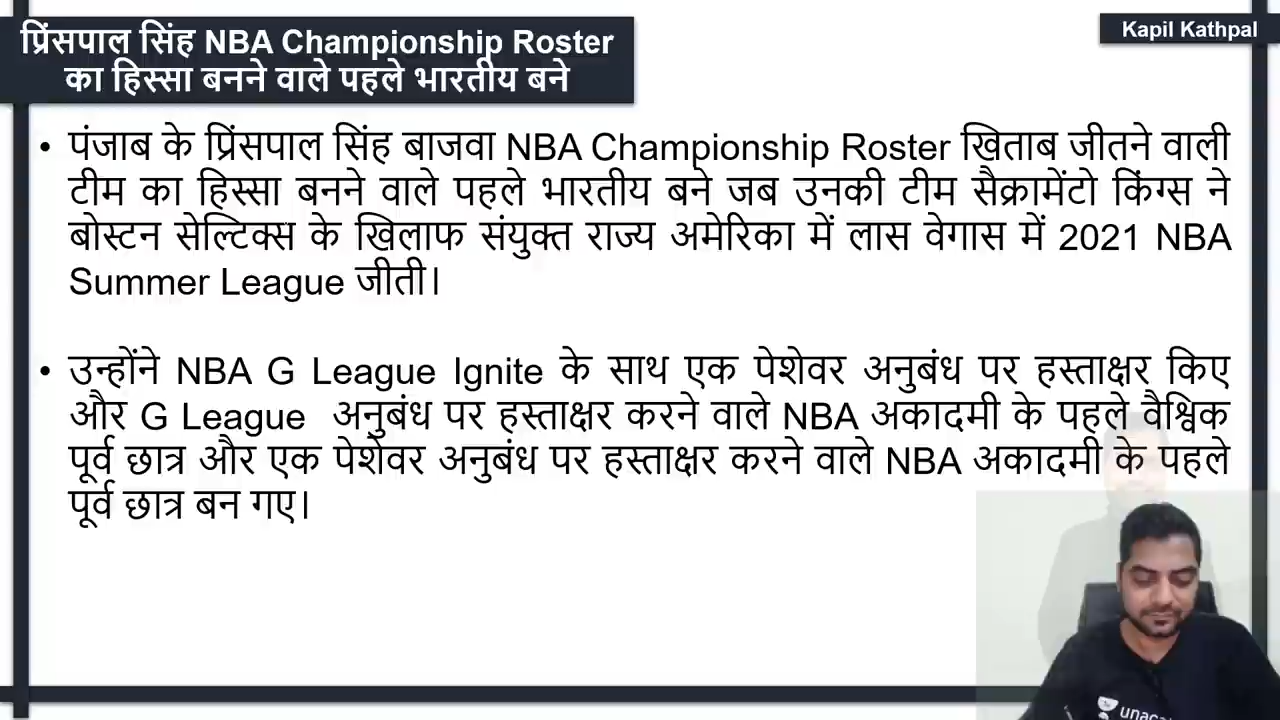 प्रिंसपाल सिंह NBA Championship Roster
का हिस्सा बनने वाले पहले भारतीय बने
Kapil Kathpal
• पंजाब के प्रिंसपाल सिंह बाजवा NBA Championship Roster खिताब जीतने वाली
टीम का हिस्सा बनने वाले पहले भारतीय बने जब उनकी टीम सैक्रामेंटो किंग्स ने
बोस्टन सेल्टिक्स के खिलाफ संयुक्त राज्य अमेरिका में लास वेगास में 2021 NBA
Summer League जीती।
• उन्होंने NBA G League Ignite के साथ एक पेशेवर अनुबंध पर हस्ताक्षर किए
और G League अनुबंध पर हस्ताक्षर करने वाले NBA अकादमी के पहले वैश्विक
पूर्व छात्र और एक पेशेवर अनुबंध पर हस्ताक्षर करने वाले NBA अकादमी के पहले
पूर्व छात्र बन गए।